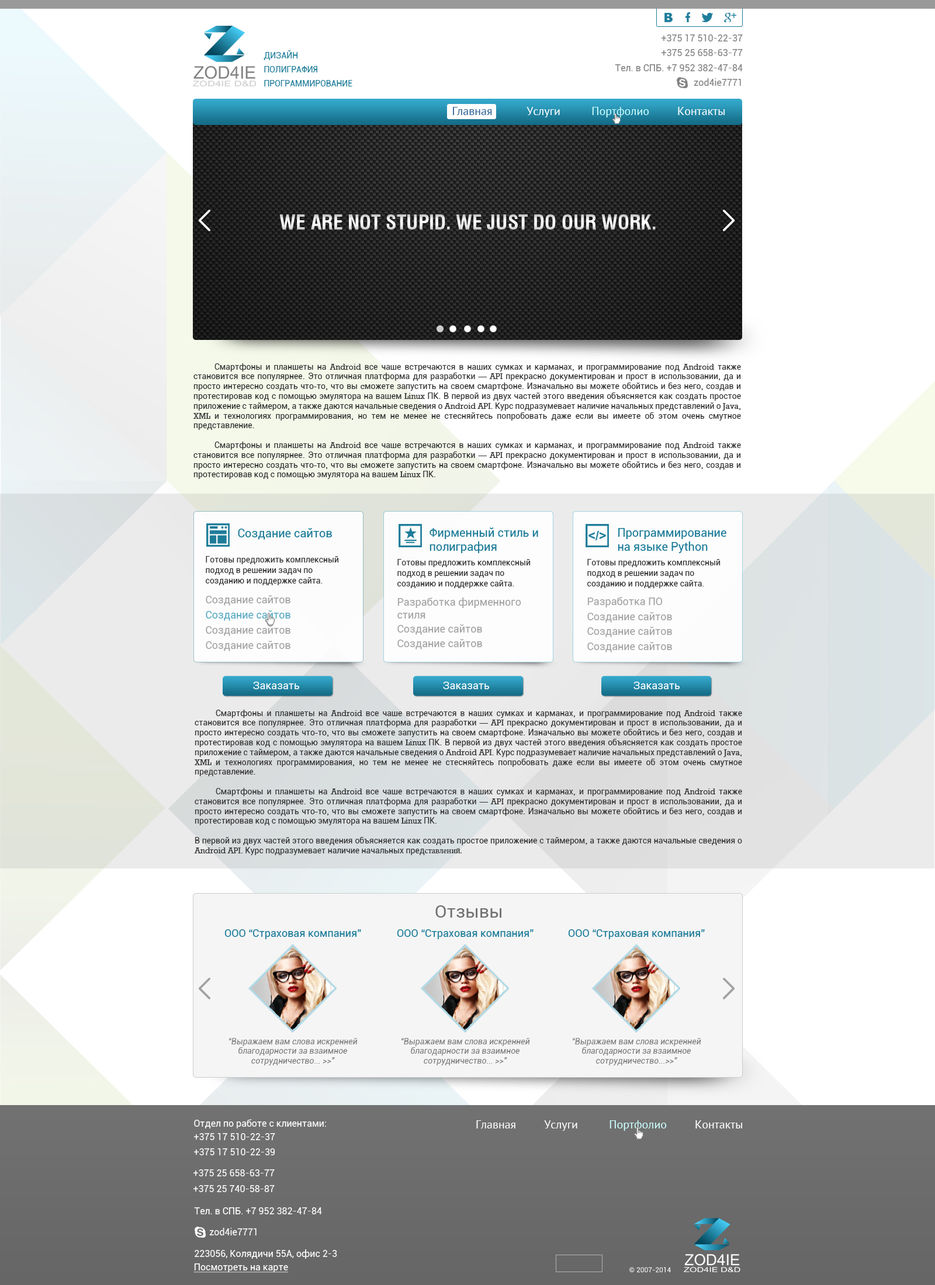 ZOD4IE
ZOD4IE D&D
ДИЗАЙН
ПОЛИГРАФИЯ
ПРОГРАММИРОВАНИЕ
B f g+
+375 17 510-22-37
+375 25 658-63-77
Тел. в СПБ. +7 952 382-47-84
zod4ie7771
Главная Услуги Портфолио Контакты
WE ARE NOT STUPID. WE JUST DO OUR WORK.
Смартфоны и планшеты на Android все чаше встречаются в наших сумках и карманах, и программирование под Android также
становится все популярнее. Это отличная платформа для разработки — API прекрасно документирован и прост в использовании, да и
просто интересно создать что-то, что вы сможете запустить на своем смартфоне. Изначально вы можете обойтись и без него, создав и
протестировав код с помощью эмулятора на вашем Linux ПК. В первой из двух частей этого введения объясняется как создать простое
приложение с таймером, а также даются начальные сведения о Android API. Курс подразумевает наличие начальных представлений о Java,
XML и технологиях программирования, но тем не менее не стесняйтесь попробовать даже если вы имеете об этом очень смутное
представление.
Смартфоны и планшеты на Android все чаше встречаются в наших сумках и карманах, и программирование под Android также
становится все популярнее. Это отличная платформа для разработки — API прекрасно документирован и прост в использовании, да и
просто интересно создать что-то, что вы сможете запустить на своем смартфоне. Изначально вы можете обойтись и без него, создав и
протестировав код с помощью эмулятора на вашем Linux ПК.
Создание сайтов
Готовы предложить комплексный
подход в решении задач по
созданию и поддержке сайта.
Создание сайтов
Создание сайтов
Создание сайтов
Создание сайтов
Заказать
Фирменный стиль и
полиграфия
Готовы предложить комплексный
подход в решении задач по
созданию и поддержке сайта.
Разработка фирменного
стиля
Создание сайтов
Создание сайтов
Заказать
</>
Программирование
на языке Python
Готовы предложить комплексный
подход в решении задач по
созданию и поддержке сайта.
Разработка ПО
Создание сайтов
Создание сайтов
Создание сайтов
Заказать
Смартфоны и планшеты на Android все чаше встречаются в наших сумках и карманах, и программирование под Android также
становится все популярнее. Это отличная платформа для разработки — API прекрасно документирован и прост в использовании, да и
просто интересно создать что-то, что вы сможете запустить на своем смартфоне. Изначально вы можете обойтись и без него, создав и
протестировав код с помощью эмулятора на вашем Linux ПК. В первой из двух частей этого введения объясняется как создать простое
приложение с таймером, а также даются начальные сведения о Android API. Курс подразумевает наличие начальных представлений о Java,
XML и технологиях программирования, но тем не менее не стесняйтесь попробовать даже если вы имеете об этом очень смутное
представление.
Смартфоны и планшеты на Android все чаше встречаются в наших сумках и карманах, и программирование под Android также
становится все популярнее. Это отличная платформа для разработки — API прекрасно документирован и прост в использовании, да и
просто интересно создать что-то, что вы сможете запустить на своем смартфоне. Изначально вы можете обойтись и без него, создав и
протестировав код с помощью эмулятора на вашем Linux ПК.
В первой из двух частей этого введения объясняется как создать простое приложение с таймером, а также даются начальные сведения о
Android API. Курс подразумевает наличие начальных представлений.
Отзывы
ООО “Страховая компания”
“Выражаем вам слова искренней
благодарности за взаимное
сотрудничество... >>”
ООО “Страховая компания”
“Выражаем вам слова искренней
благодарности за взаимное
сотрудничество... >>”
ООО “Страховая компания”
“Выражаем вам слова искренней
благодарности за взаимное
сотрудничество...>>”
Отдел по работе с клиентами:
+375 17 510-22-37
+375 17 510-22-39
+375 25 658-63-77
+375 25 740-58-87
Тел. в СПБ. +7 952 382-47-84
zod4ie7771
223056, Колядичи 55А, офис 2-3
Посмотреть на карте
Главная Услуги Портфолио Контакты
© 2007-2014
ZOD4IE
ZOD4IE D&D